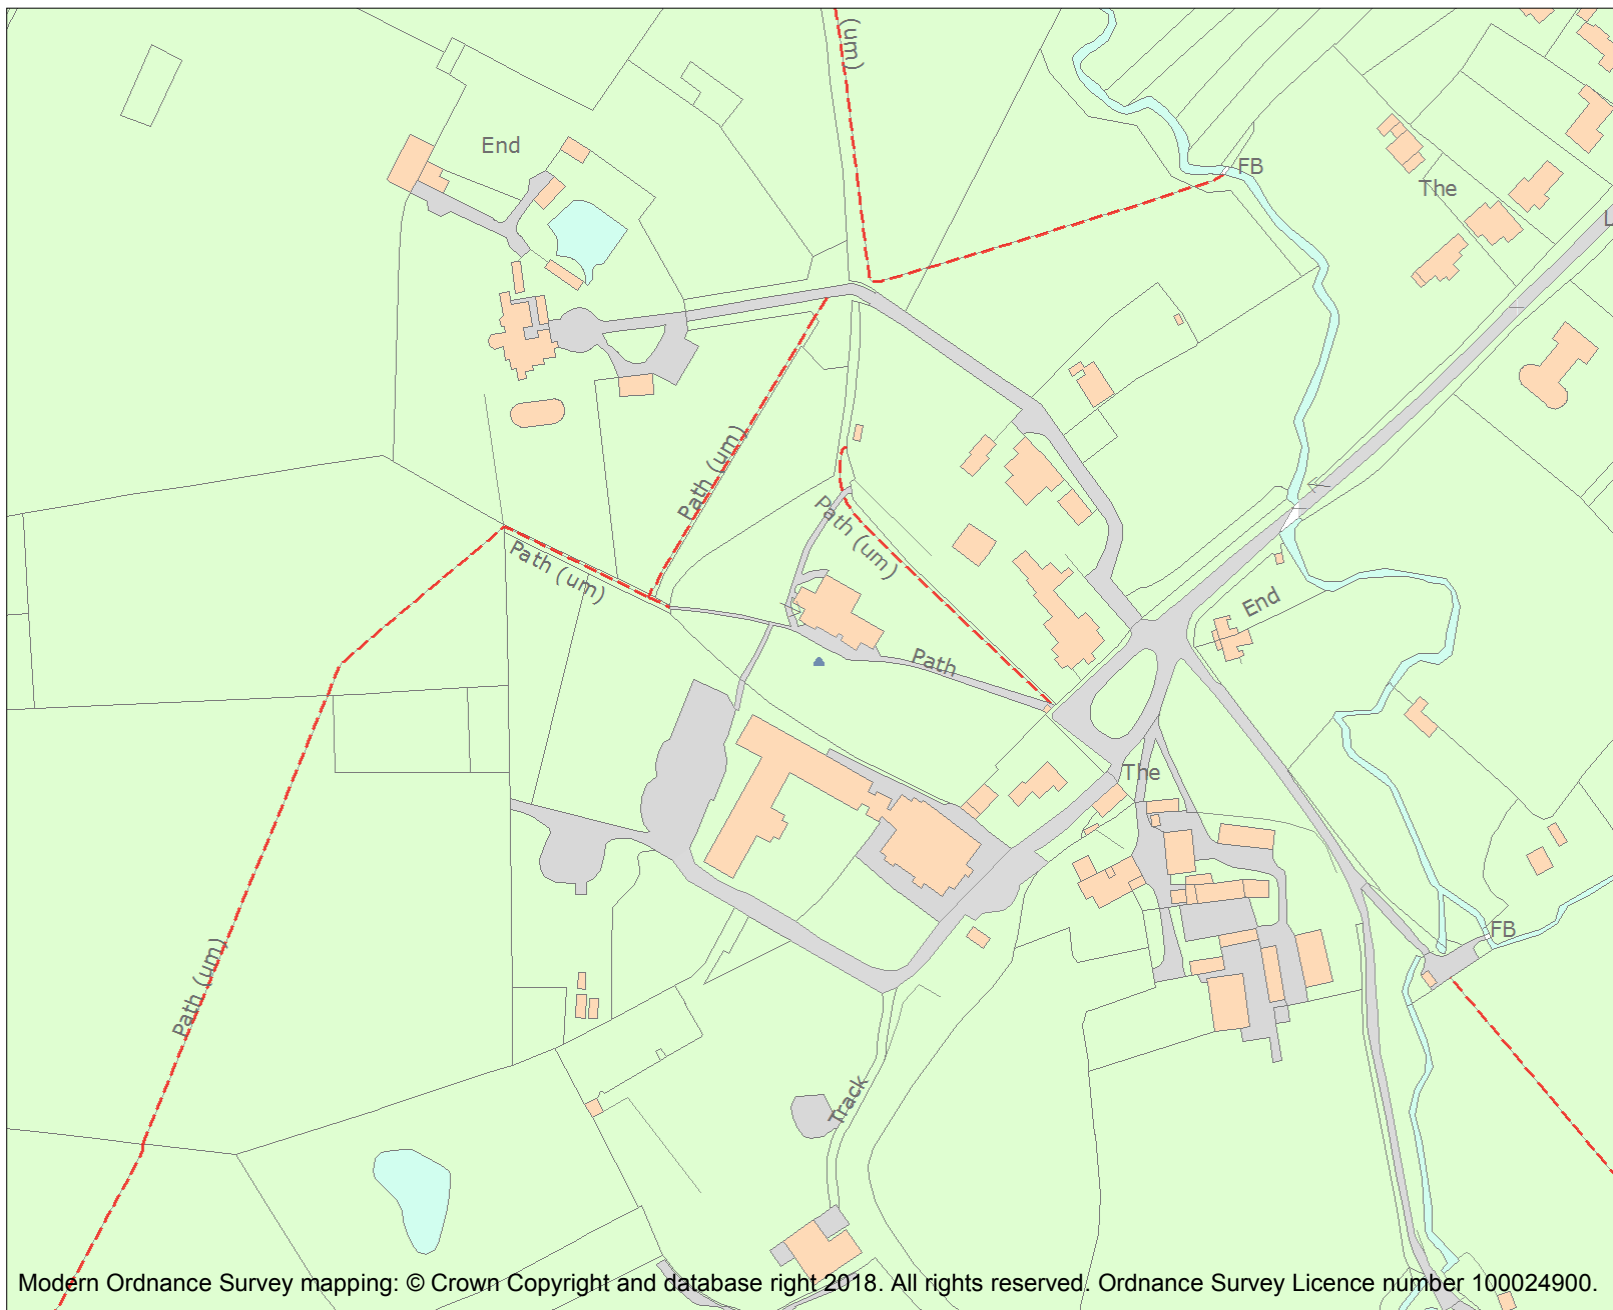 (um)
End
FB
The
L
Path (um)
Path (um)
Path (um)
End
Path
The
Path (um)
FB
Track
Modern Ordnance Survey mapping: © Crown Copyright and database right 2018. All rights reserved. Ordnance Survey Licence number 100024900.